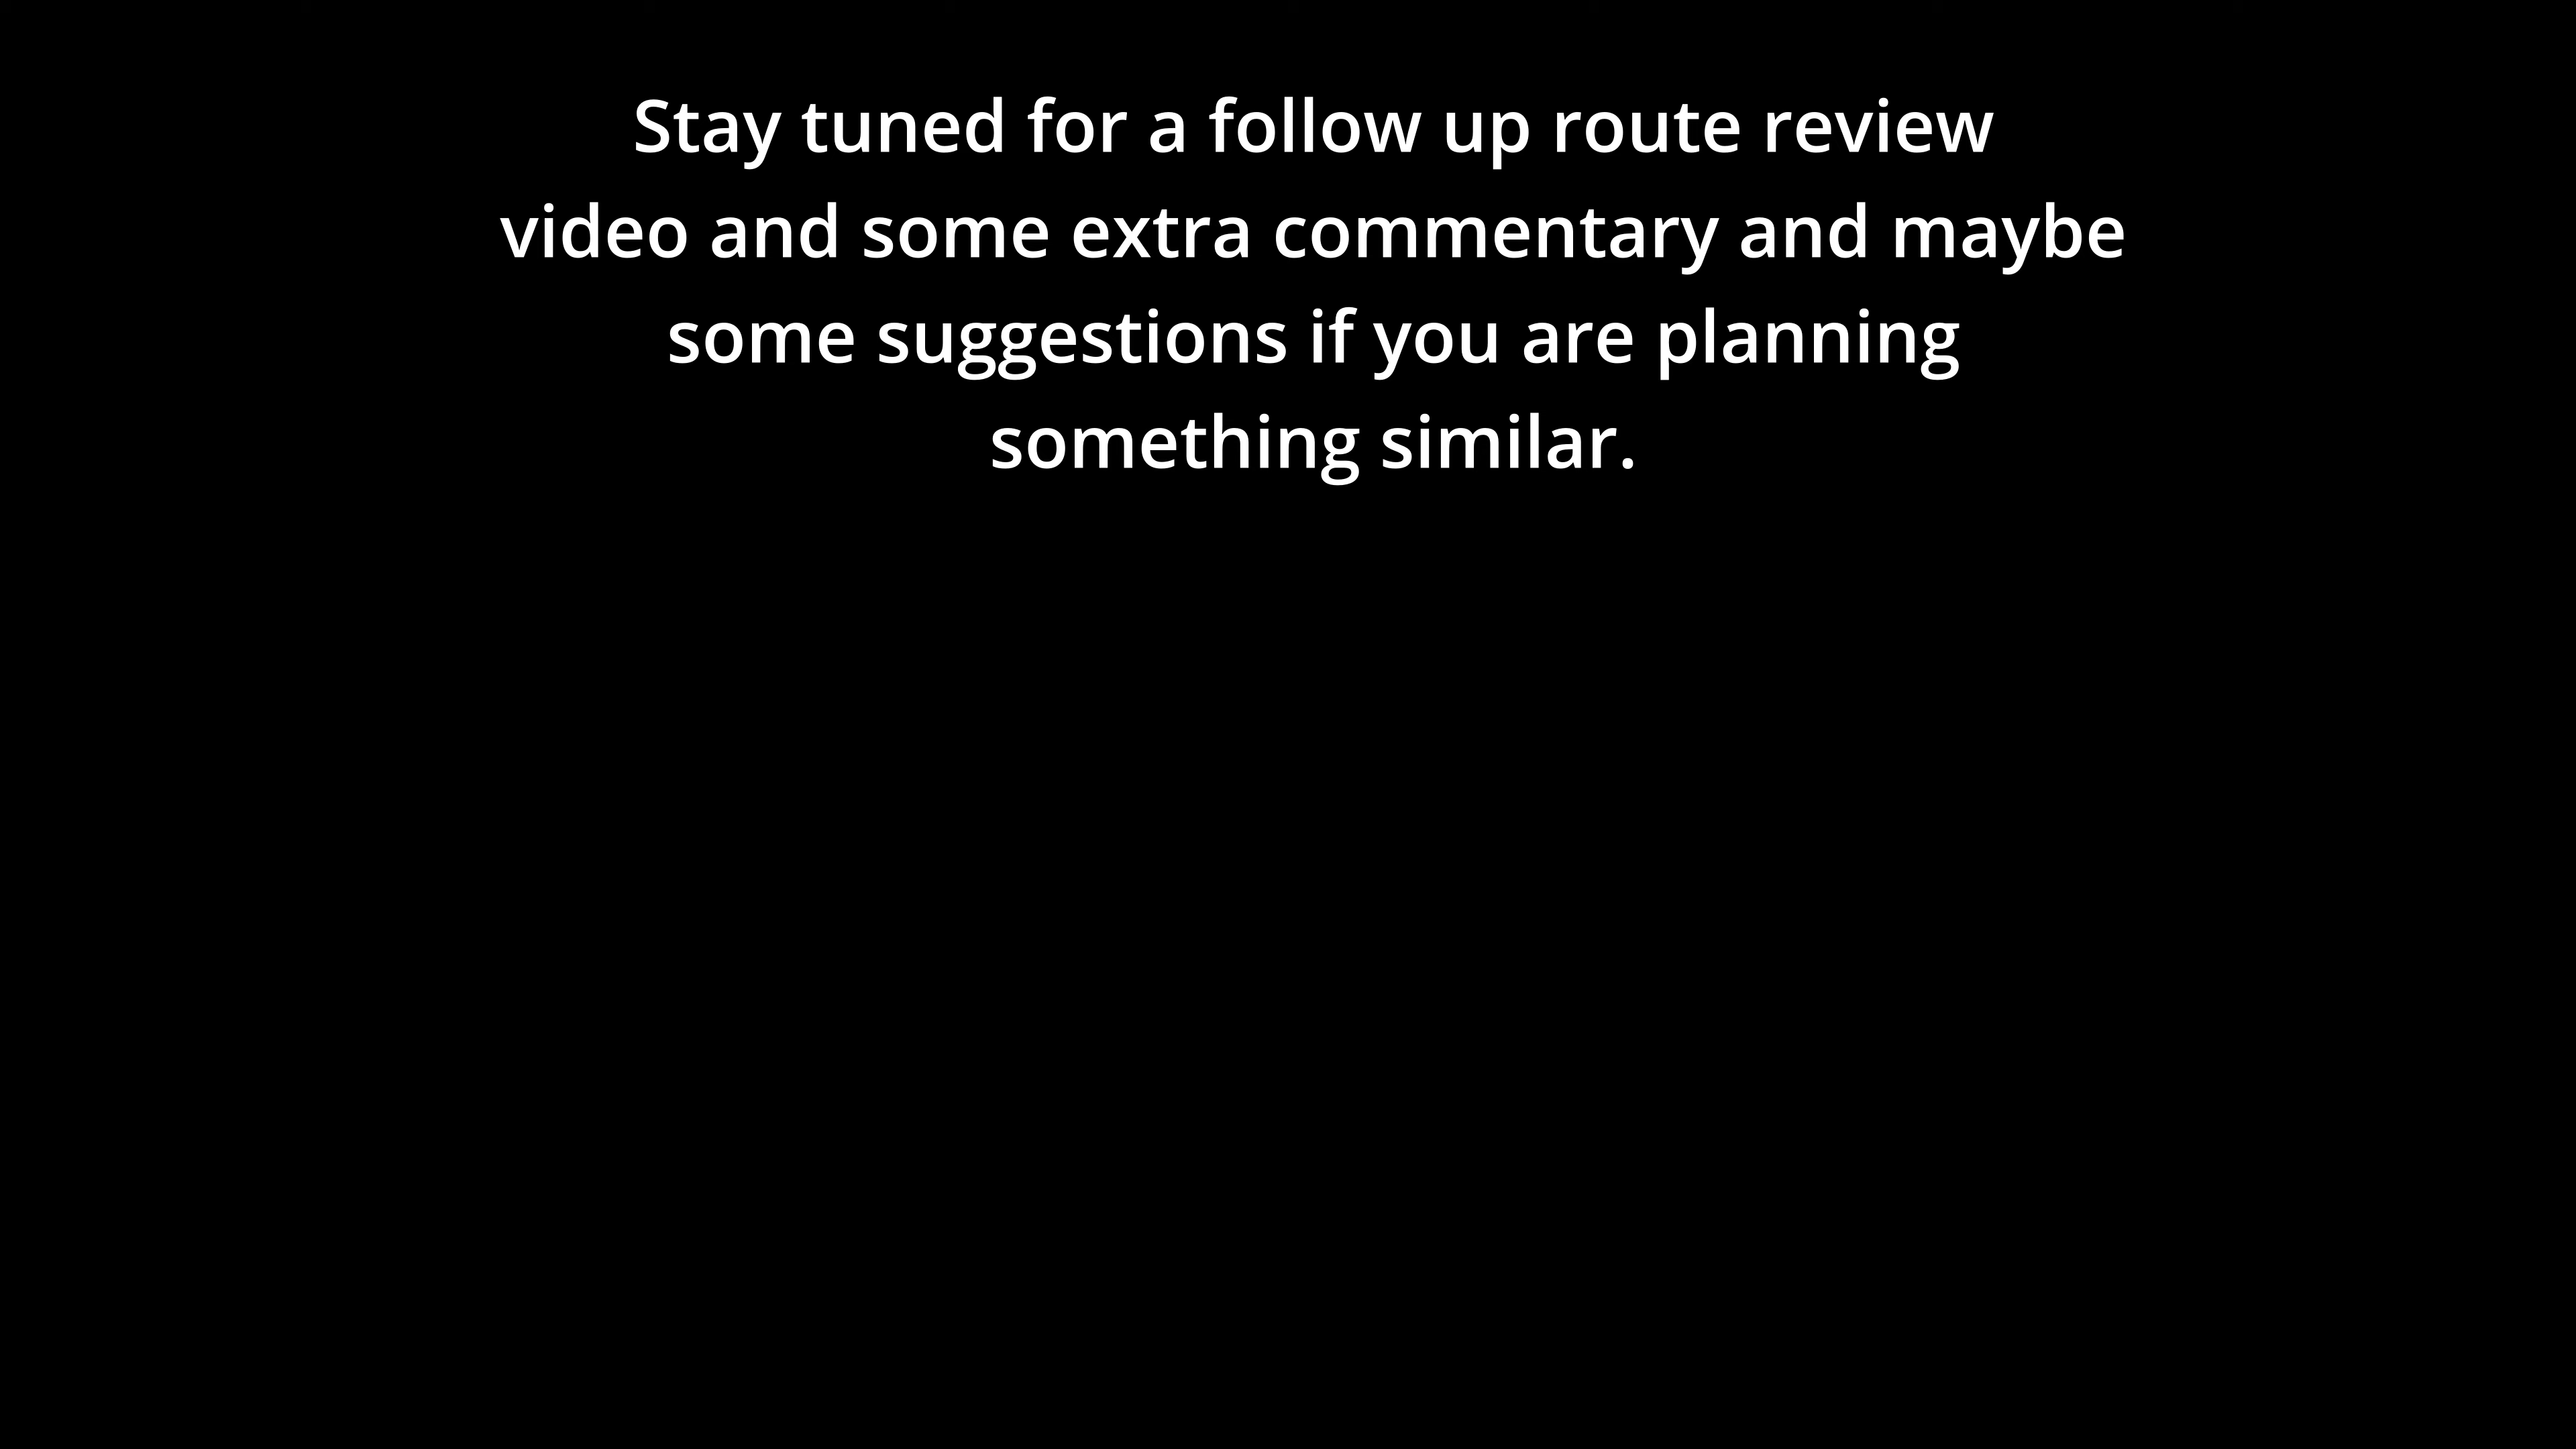 Stay tuned for a follow up route review
video and some extra commentary and maybe
some suggestions if you are planning
something similar.